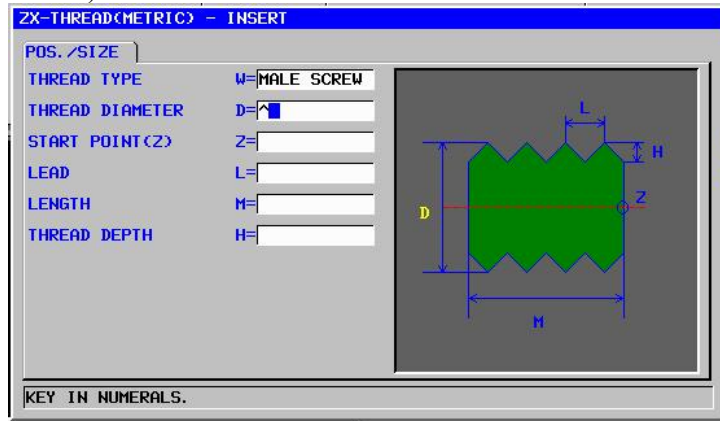 ZX-THREAD(METRIC) - INSERT
POS./SIZE
THREAD TYPE W=MALE SCREW
THREAD DIAMETER D=^
START POINT(Z) Z=
LEAD L=
LENGTH M=
THREAD DEPTH H=
L
H
Z
D
M
KEY IN NUMERALS.